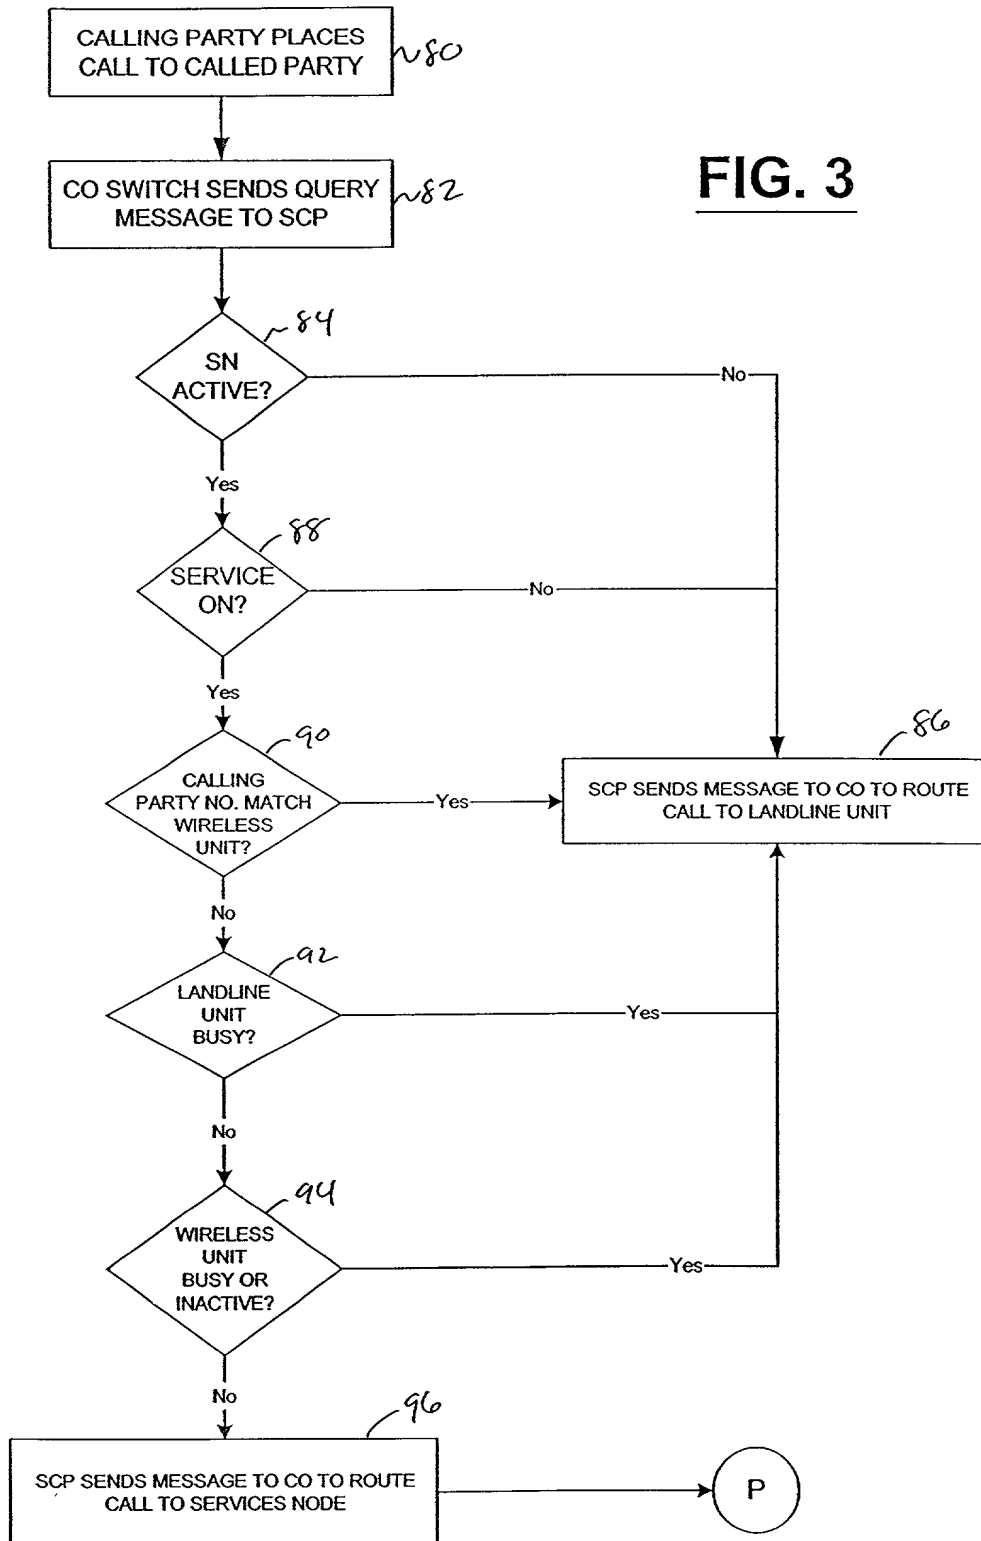 CALLING PARTY PLACES
CALL TO CALLED PARTY
80
FIG. 3
CO SWITCH SENDS QUERY
MESSAGE TO SCP
82
84
SN
ACTIVE?
No
Yes
88
SERVICE
ON?
No
Yes
90
CALLING
PARTY NO. MATCH
WIRELESS
UNIT?
Yes
86
SCP SENDS MESSAGE TO CO TO ROUTE
CALL TO LANDLINE UNIT
No
92
LANDLINE
UNIT
BUSY?
Yes
No
94
WIRELESS
UNIT
BUSY OR
INACTIVE?
Yes
No
96
SCP SENDS MESSAGE TO CO TO ROUTE
CALL TO SERVICES NODE
P